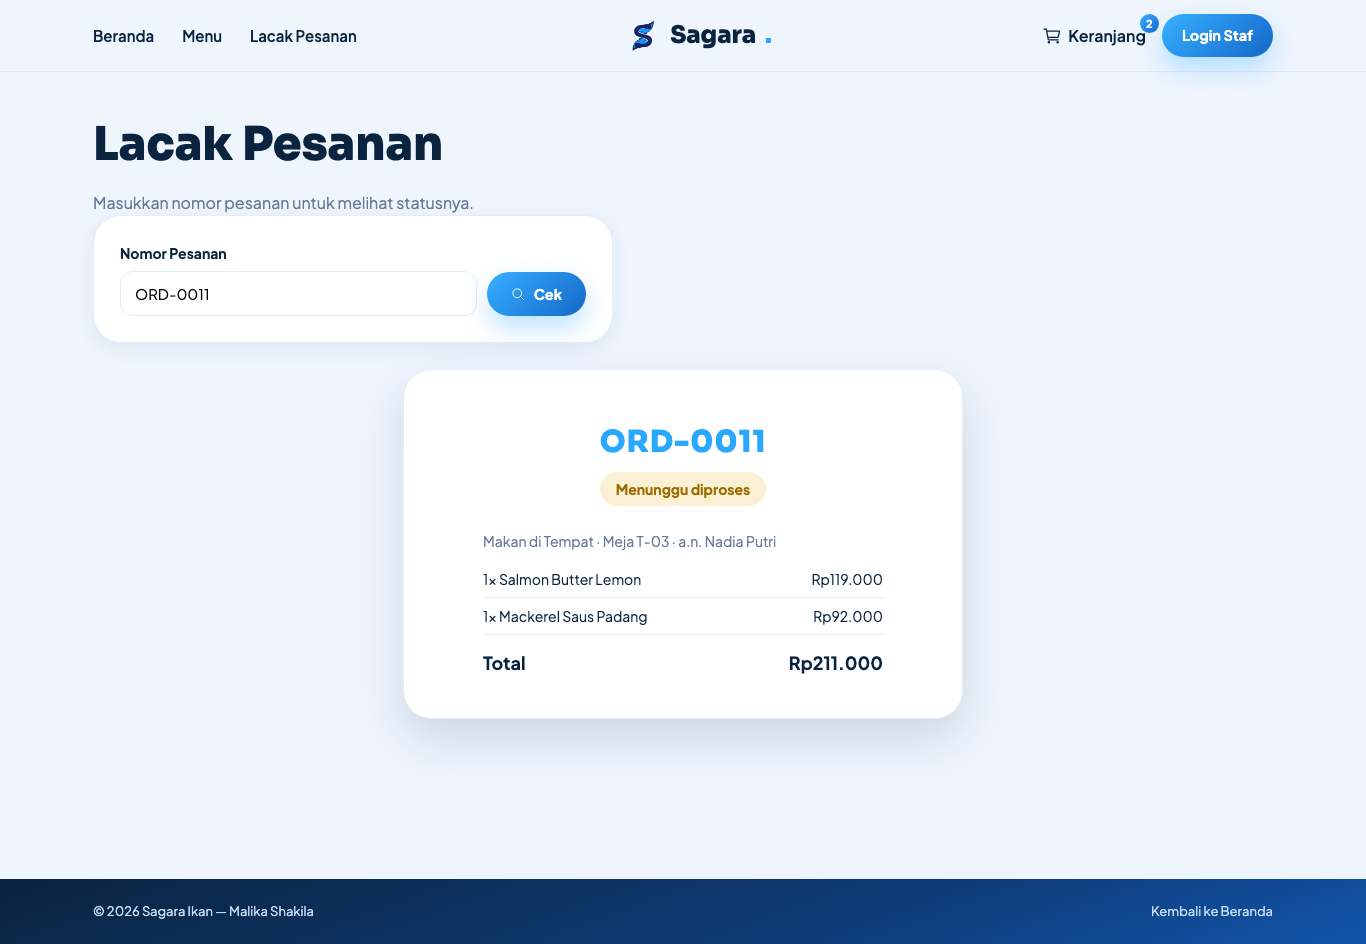 Beranda Menu Lacak Pesanan Sagara . Keranjang 2 Login Staf
Lacak Pesanan
Masukkan nomor pesanan untuk melihat statusnya.
Nomor Pesanan
ORD-0011 Cek
ORD-0011
Menunggu diproses
Makan di Tempat · Meja T-03 · a.n. Nadia Putri
1× Salmon Butter Lemon Rp119.000
1× Mackerel Saus Padang Rp92.000
Total Rp211.000
© 2026 Sagara Ikan — Malika Shakila Kembali ke Beranda